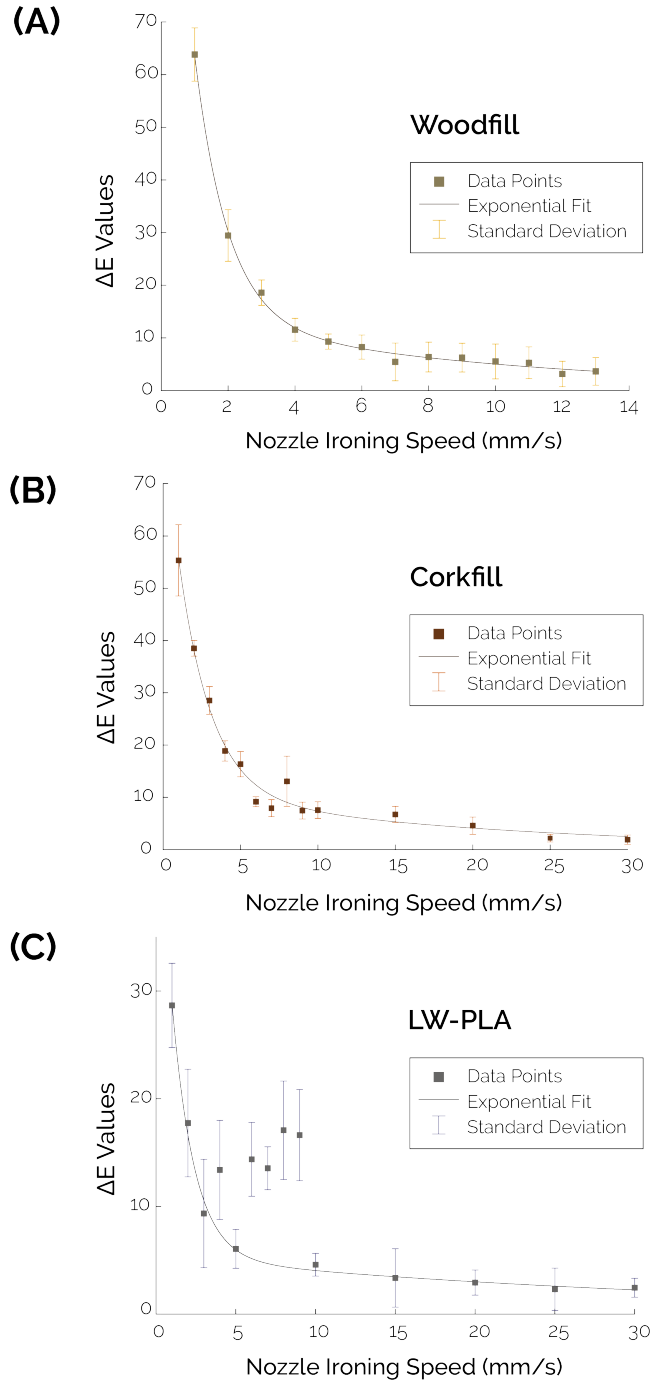 (A)
70
60
50
40
30
20
10
0
ΔE Values
Woodfill
Data Points
Exponential Fit
Standard Deviation
0 2 4 6 8 10 12 14
Nozzle Ironing Speed (mm/s)
(B)
70
60
50
40
30
20
10
0
ΔE Values
Corkfill
Data Points
Exponential Fit
Standard Deviation
0 5 10 15 20 25 30
Nozzle Ironing Speed (mm/s)
(C)
30
20
10
0
ΔE Values
LW-PLA
Data Points
Exponential Fit
Standard Deviation
0 5 10 15 20 25 30
Nozzle Ironing Speed (mm/s)